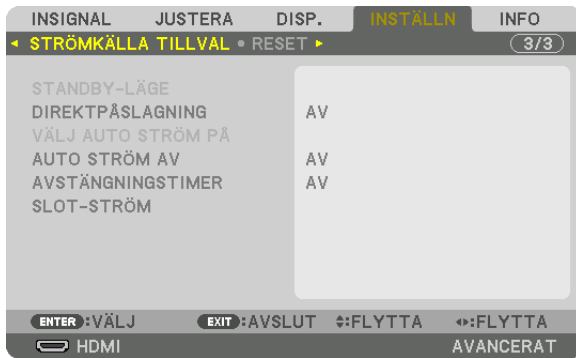 INSIGNAL JUSTERA DISP. INSTÄLLN INFO
STRÖMKÄLLA TILLVAL • RESET 3/3
STANDBY-LÄGE
DIREKTPÅSLAGNING AV
VÄLJ AUTO STRÖM PÅ
AUTO STRÖM AV AV
AVSTÄNGNINGSTIMER AV
SLOT-STRÖM
ENTER :VÄLJ EXIT :AVSLUT :FLYTTA :FLYTTA
HDMI AVANCERAT